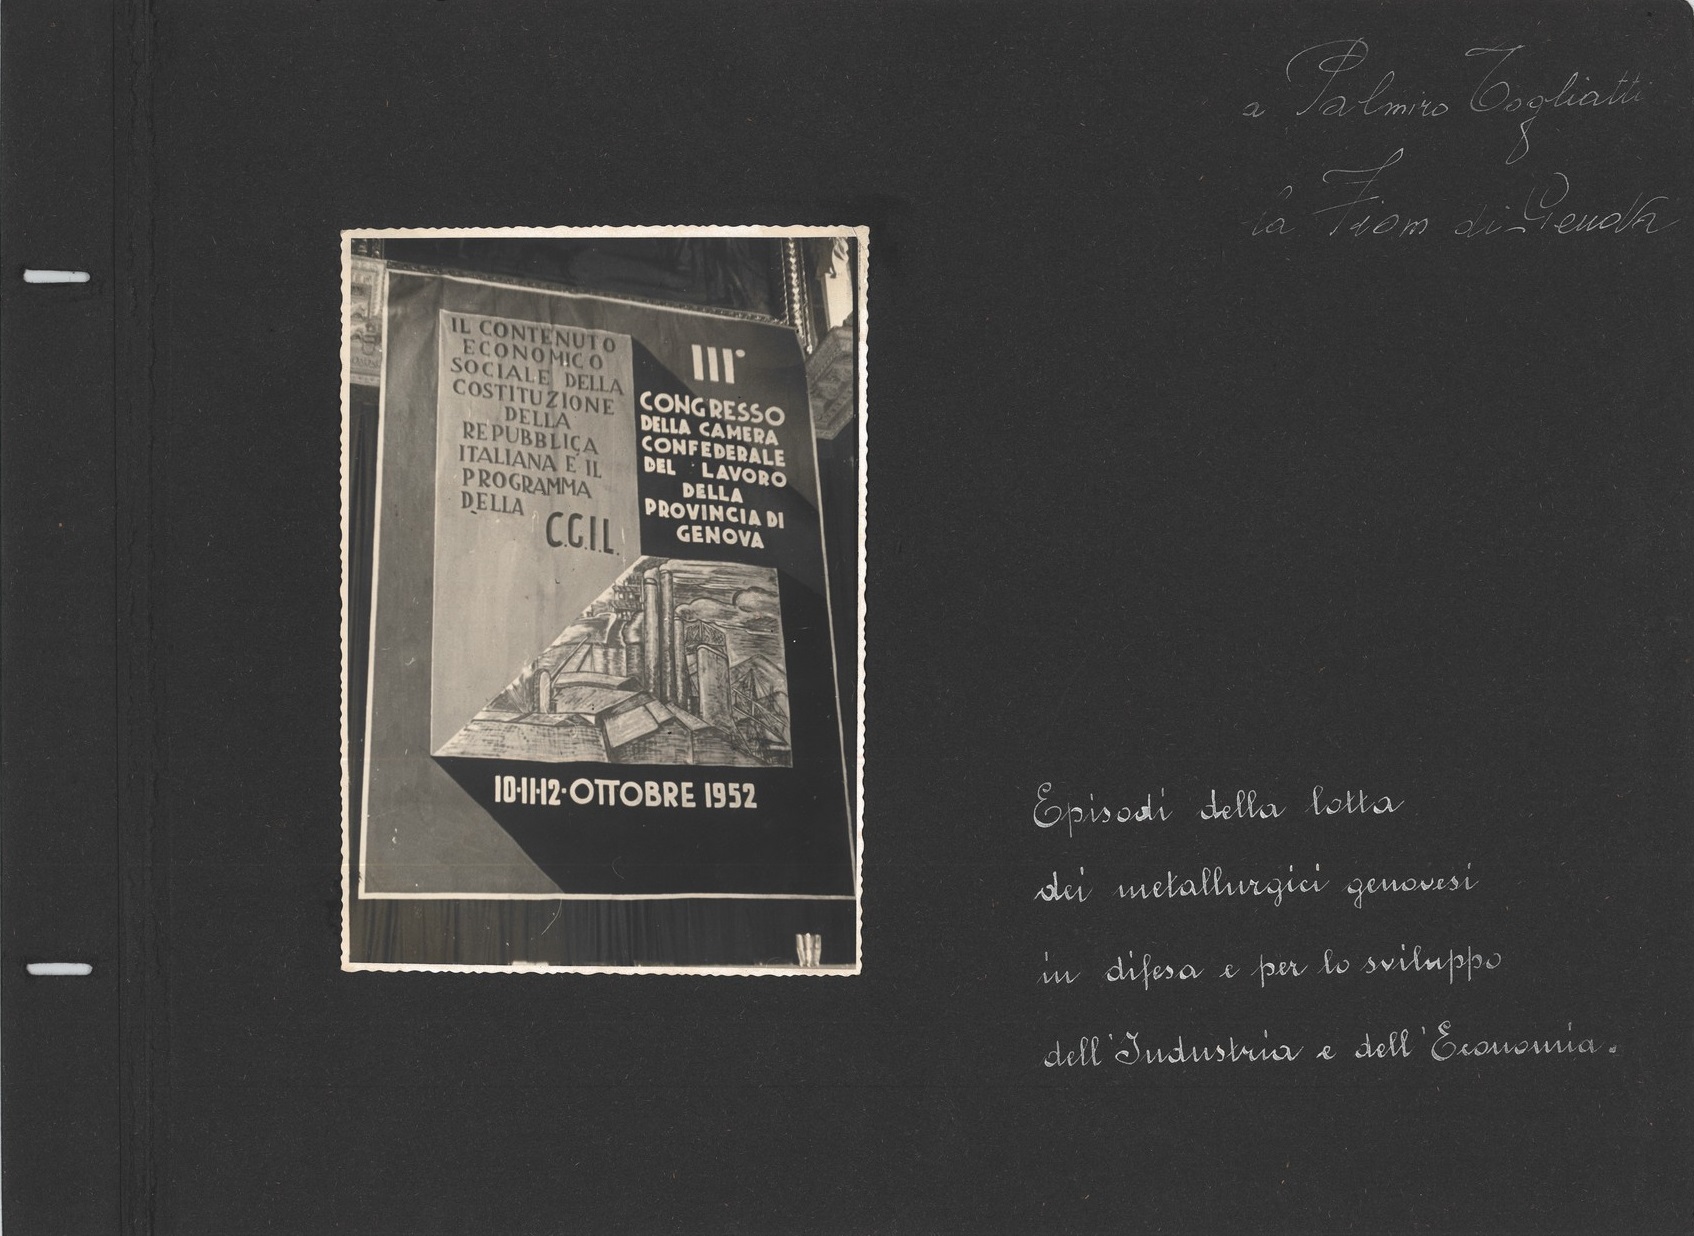 a Palmiro Togliatti
la Fiom di Genova
IL CONTENUTO
ECONOMICO
SOCIALE DELLA
COSTITUZIONE
DELLA
REPUBBLICA
ITALIANA E IL
PROGRAMMA
DELLA
C.G.I.L.
III°
CONGRESSO
DELLA CAMERA
CONFEDERALE
DEL LAVORO
DELLA
PROVINCIA DI
GENOVA
10·11·12·OTTOBRE 1952
Episodi della lotta
dei metallurgici genovesi
in difesa e per lo sviluppo
dell'Industria e dell'Economia.